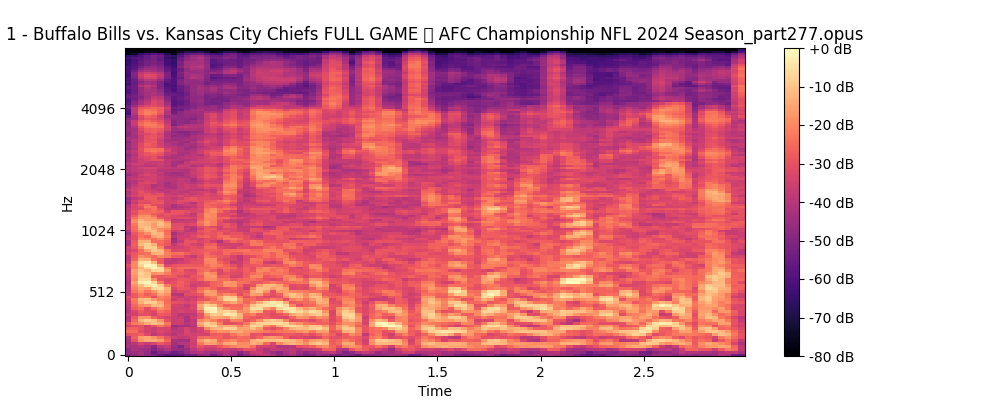 1 - Buffalo Bills vs. Kansas City Chiefs FULL GAME ▯ AFC Championship NFL 2024 Season_part277.opus
+0 dB
-10 dB
-20 dB
-30 dB
-40 dB
-50 dB
-60 dB
-70 dB
-80 dB
4096
2048
1024
512
0
Hz
0 0.5 1 1.5 2 2.5
Time